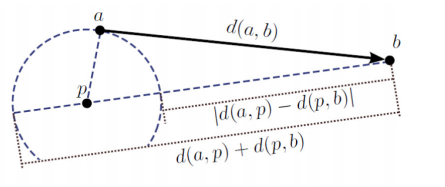 a
d(a, b)
b
p
|d(a, p) − d(p, b)|
d(a, p) + d(p, b)